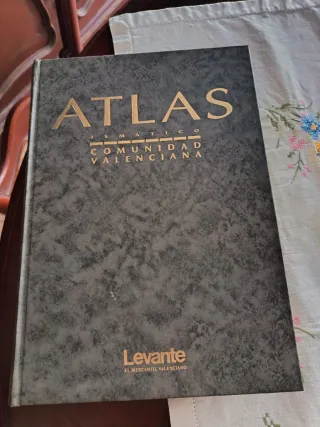 ATLAS
TEMÁTICO
COMUNIDAD
VALENCIANA
Levante
EL MERCANTIL VALENCIANO